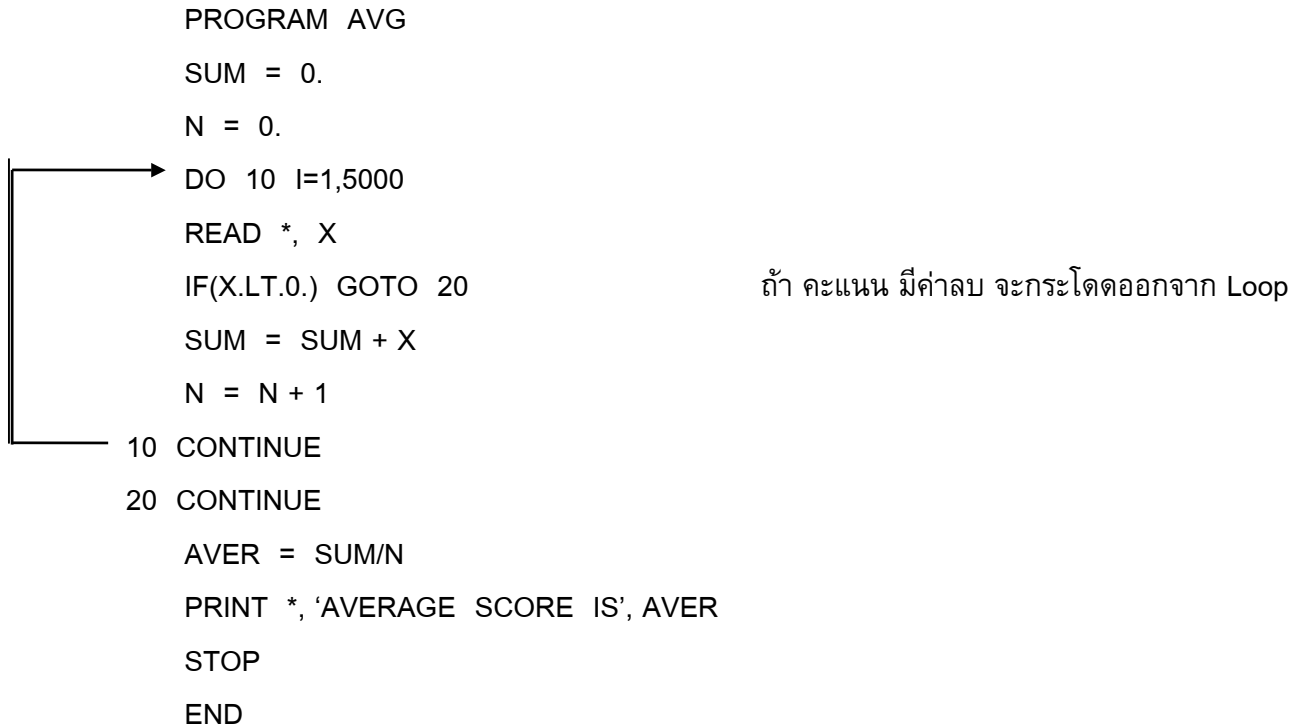 PROGRAM AVG
SUM = 0.
N = 0.
DO 10 I=1,5000
READ *, X
IF(X.LT.0.) GOTO 20 ถ้า คะแนน มีค่าลบ จะกระโดดออกจาก Loop
SUM = SUM + X
N = N + 1
10 CONTINUE
20 CONTINUE
AVER = SUM/N
PRINT *, ‘AVERAGE SCORE IS’, AVER
STOP
END